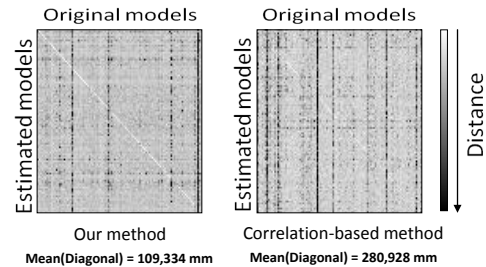 Original models
Original models
Estimated models
Estimated models
Distance
Our method
Correlation-based method
Mean(Diagonal) = 109,334 mm
Mean(Diagonal) = 280,928 mm